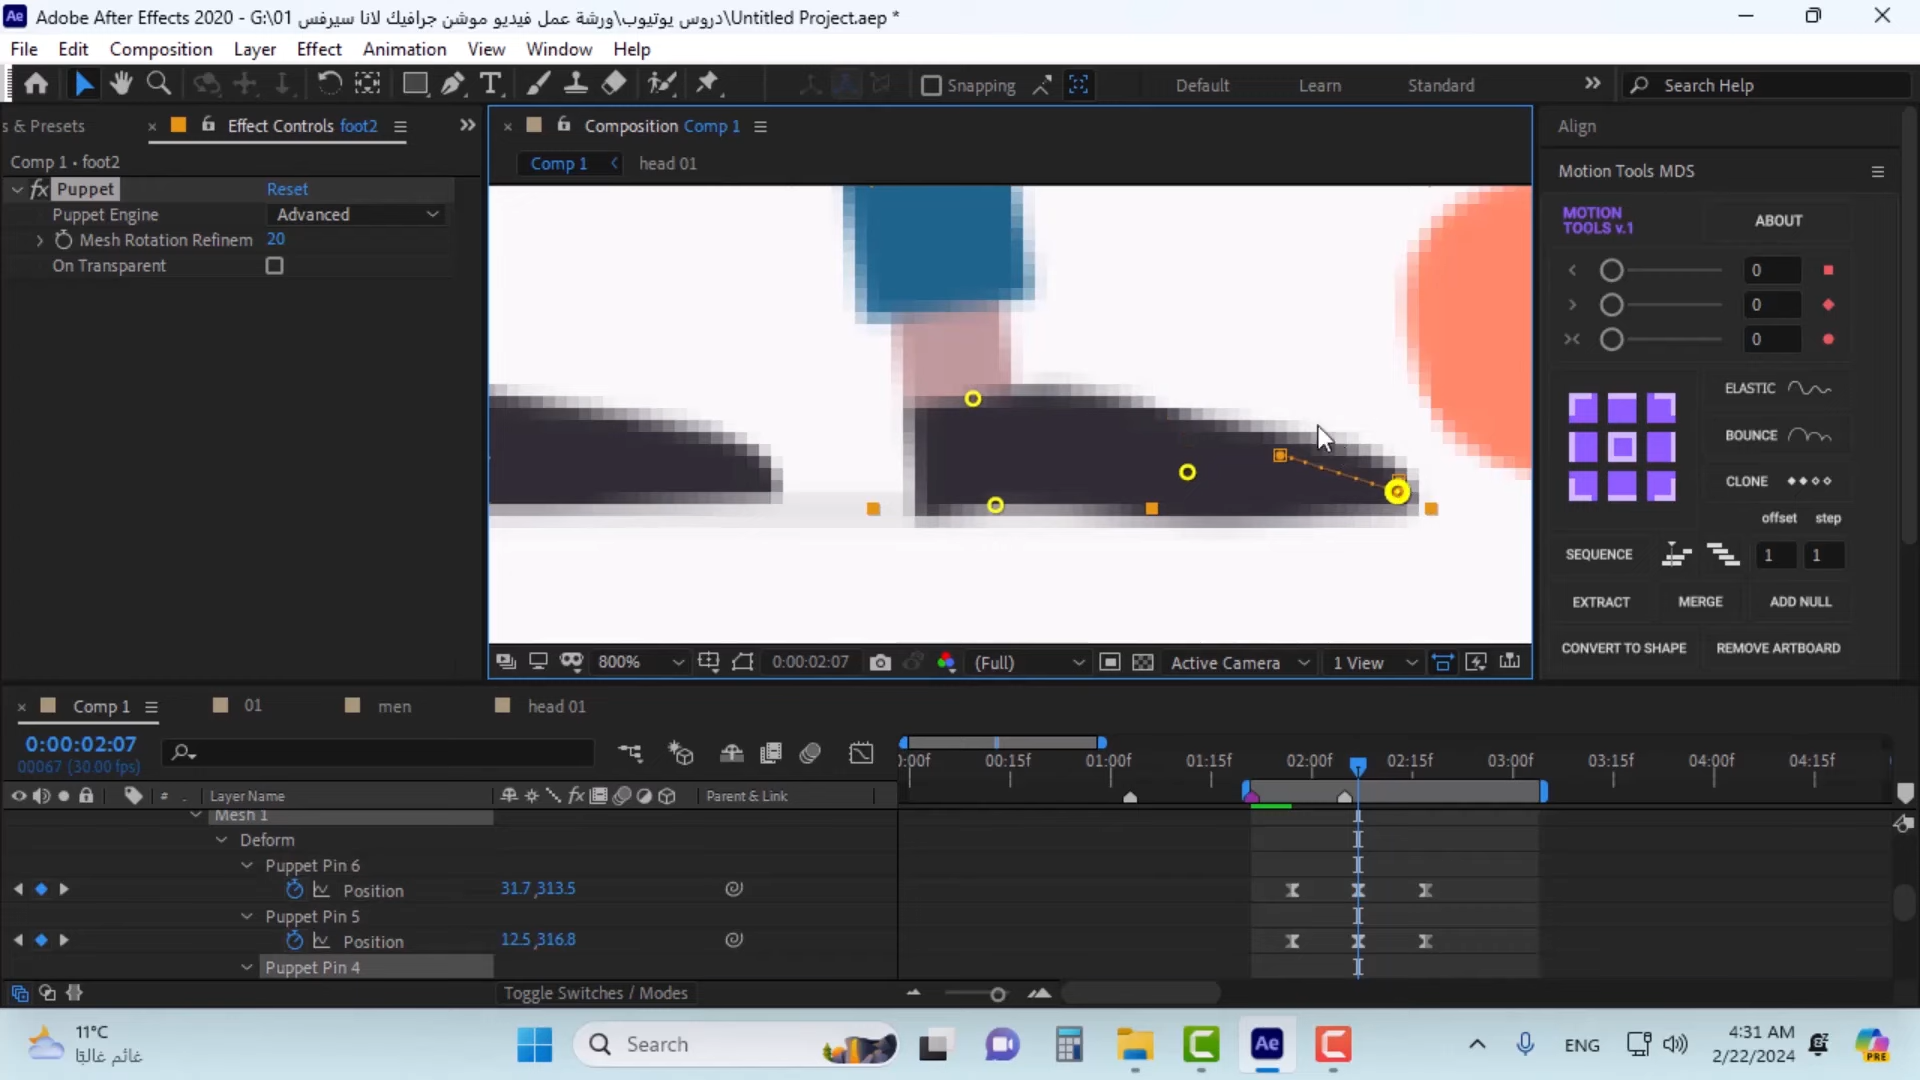 Adobe After Effects 2020 - G:\01 دروس يوتيوب\ورشة عمل فيديو موشن جرافيك لانا سيرفس\Untitled Project.aep *
File Edit Composition Layer Effect Animation View Window Help
Snapping Default Learn Standard Search Help
s & Presets Effect Controls foot2
Composition Comp 1
Align
Comp 1 • foot2
Comp 1 head 01
Motion Tools MDS
fx Puppet Reset
Puppet Engine Advanced
Mesh Rotation Refinem 20
On Transparent
MOTION TOOLS v.1 ABOUT
0
0
0
ELASTIC
BOUNCE
CLONE
offset step
SEQUENCE 1 1
EXTRACT MERGE ADD NULL
CONVERT TO SHAPE REMOVE ARTBOARD
800% 0:00:02:07 (Full) Active Camera 1 View
Comp 1 01 men head 01
0:00:02:07
00067 (30.00 fps)
:00f 00:15f 01:00f 01:15f 02:00f 02:15f 03:00f 03:15f 04:00f 04:15f
# Layer Name Parent & Link
Mesh 1
Deform
Puppet Pin 6
Position 31.7,313.5
Puppet Pin 5
Position 12.5,316.8
Puppet Pin 4
Toggle Switches / Modes
11°C
غائم غالبًا
Search
Ae
ENG
4:31 AM
2/22/2024
PRE